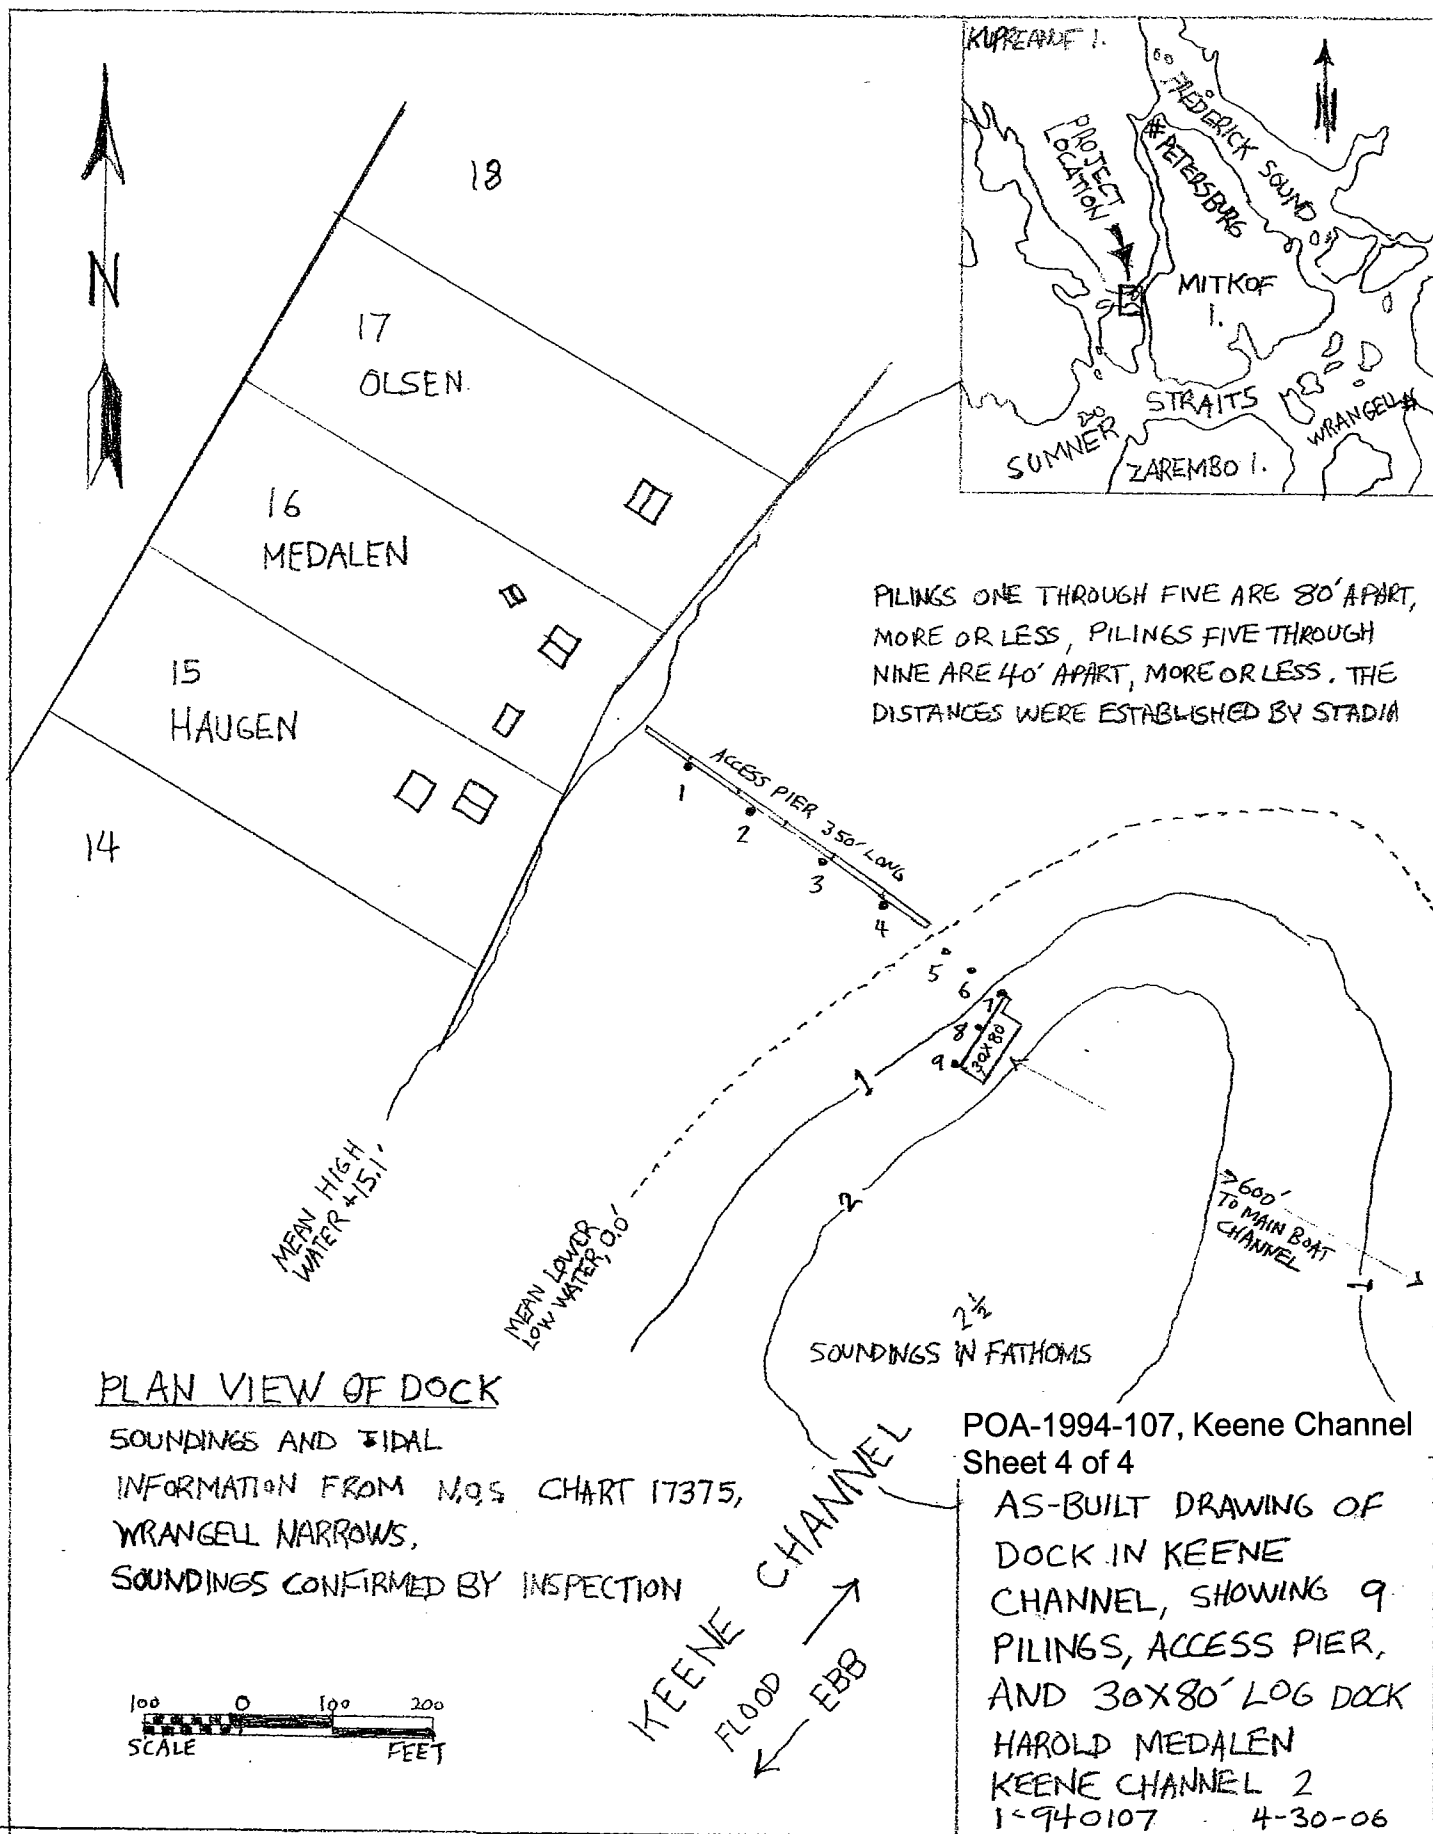 KUPREANOF I.
FREDERICK SOUND
# PETERSBURG
PROJECT
LOCATION
MITKOF
I.
STRAITS
SUMNER
WRANGELL #
ZAREMBO I.
N
18
17
OLSEN
16
MEDALEN
15
HAUGEN
14
PILINGS ONE THROUGH FIVE ARE 80' APART,
MORE OR LESS, PILINGS FIVE THROUGH
NINE ARE 40' APART, MORE OR LESS. THE
DISTANCES WERE ESTABLISHED BY STADIA
ACCESS PIER 350' LONG
1
2
3
4
5
6
7
8
9
30X80
1
2
MEAN HIGH
WATER +15.1'
MEAN LOWER
LOW WATER, 0.0'
>600'
TO MAIN BOAT
CHANNEL
1
2 1/2
SOUNDINGS IN FATHOMS
PLAN VIEW OF DOCK
SOUNDINGS AND TIDAL
INFORMATION FROM N.O.S CHART 17375,
WRANGELL NARROWS.
SOUNDINGS CONFIRMED BY INSPECTION
KEENE CHANNEL
FLOOD
EBB
100 0 100 200
SCALE FEET
POA-1994-107, Keene Channel
Sheet 4 of 4
AS-BUILT DRAWING OF
DOCK IN KEENE
CHANNEL, SHOWING 9
PILINGS, ACCESS PIER,
AND 30X80' LOG DOCK
HAROLD MEDALEN
KEENE CHANNEL 2
1-940107 4-30-06